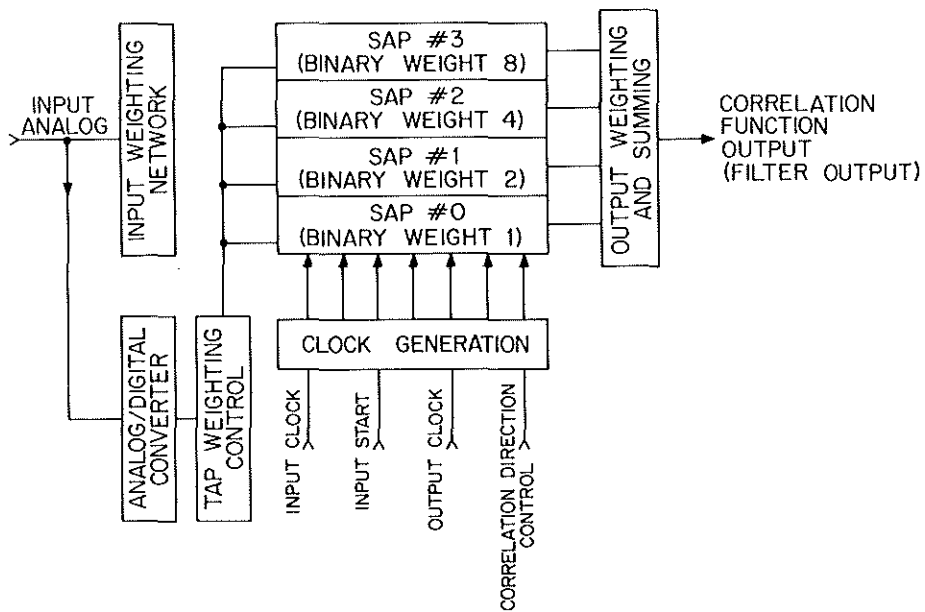 INPUT
ANALOG
INPUT WEIGHTING
NETWORK
SAP #3
(BINARY WEIGHT 8)
SAP #2
(BINARY WEIGHT 4)
SAP #1
(BINARY WEIGHT 2)
SAP #0
(BINARY WEIGHT 1)
OUTPUT WEIGHTING
AND SUMMING
CORRELATION
FUNCTION
OUTPUT
(FILTER OUTPUT)
ANALOG/DIGITAL
CONVERTER
TAP WEIGHTING
CONTROL
CLOCK GENERATION
INPUT CLOCK
INPUT START
OUTPUT CLOCK
CORRELATION DIRECTION
CONTROL